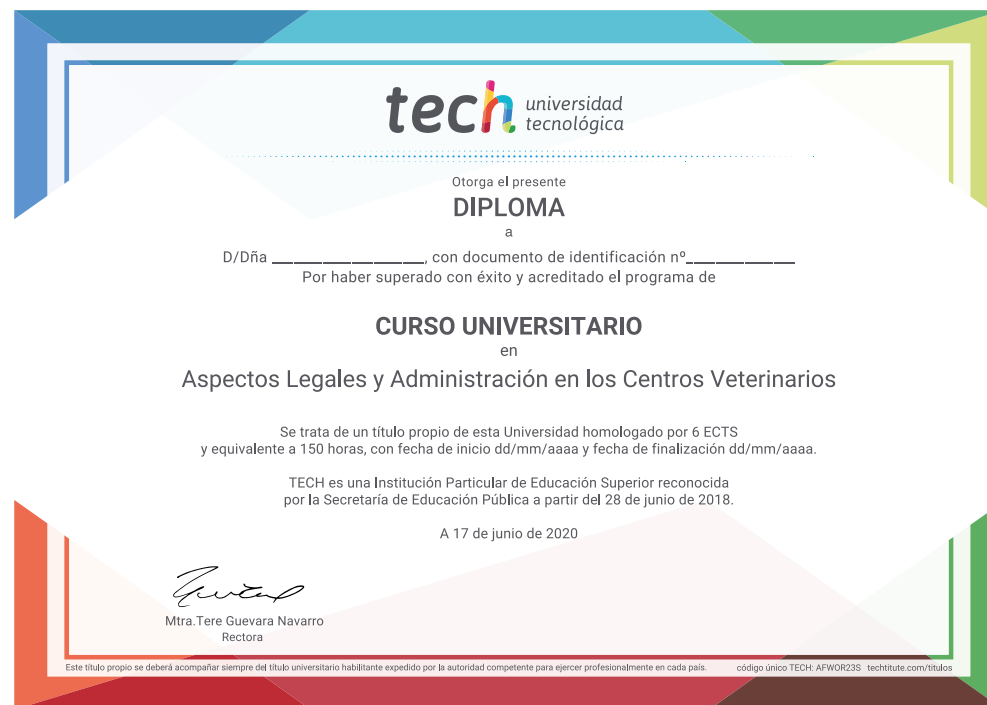 tech universidad
tecnológica
Otorga el presente
DIPLOMA
a
D/Dña ____________________, con documento de identificación nº______________
Por haber superado con éxito y acreditado el programa de
CURSO UNIVERSITARIO
en
Aspectos Legales y Administración en los Centros Veterinarios
Se trata de un título propio de esta Universidad homologado por 6 ECTS
y equivalente a 150 horas, con fecha de inicio dd/mm/aaaa y fecha de finalización dd/mm/aaaa.
TECH es una Institución Particular de Educación Superior reconocida
por la Secretaría de Educación Pública a partir del 28 de junio de 2018.
A 17 de junio de 2020
Mtra.Tere Guevara Navarro
Rectora
Este título propio se deberá acompañar siempre del título universitario habilitante expedido por la autoridad competente para ejercer profesionalmente en cada país. código único TECH: AFWOR23S techtitute.com/titulos